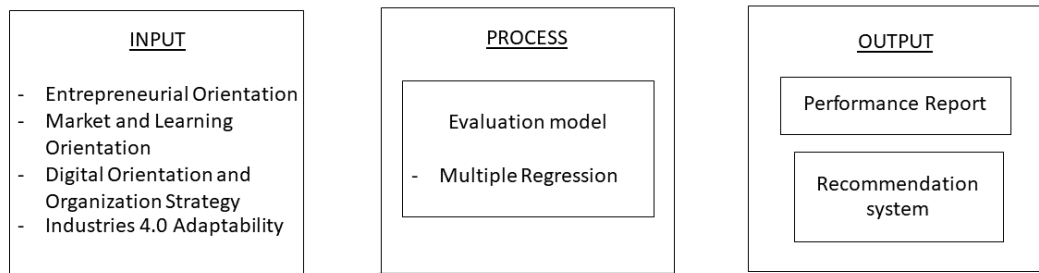 INPUT
- Entrepreneurial Orientation
- Market and Learning
Orientation
- Digital Orientation and
Organization Strategy
- Industries 4.0 Adaptability
PROCESS
Evaluation model
- Multiple Regression
OUTPUT
Performance Report
Recommendation
system